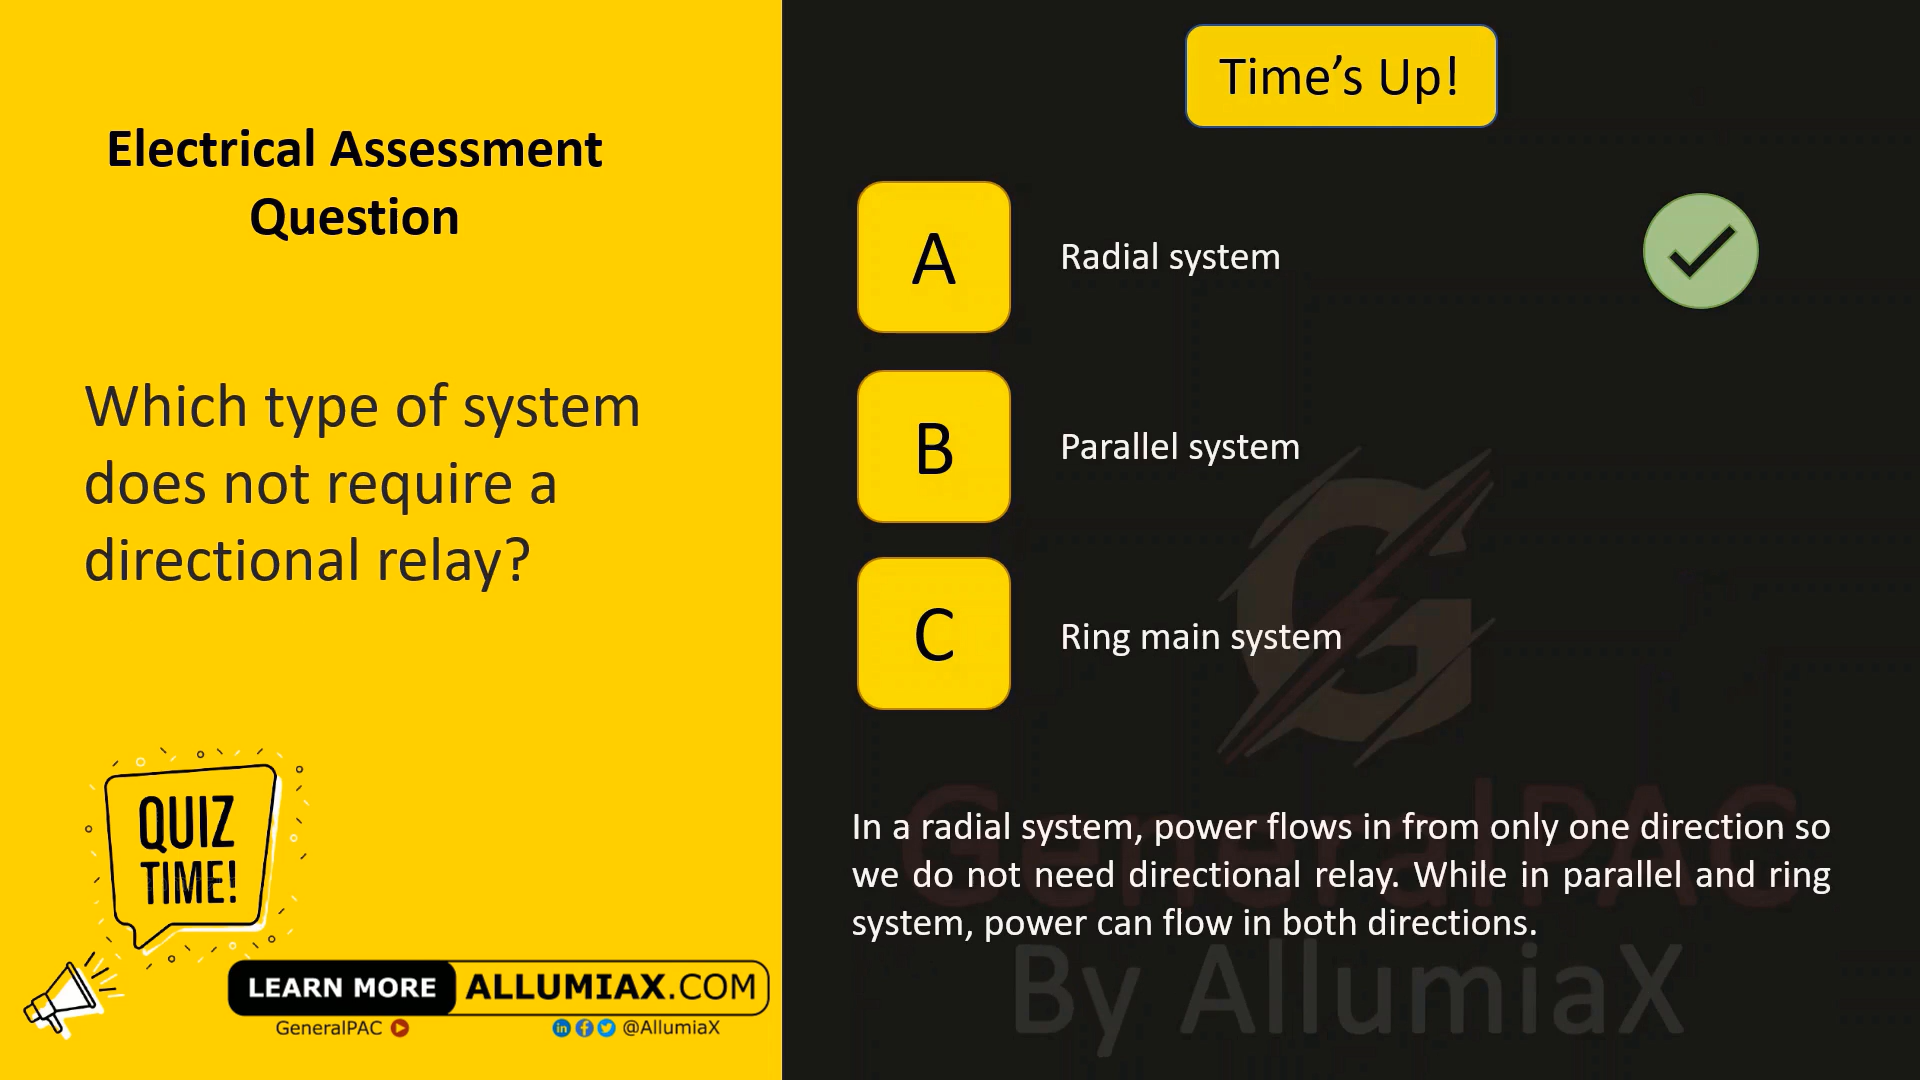 Electrical Assessment
Question
Which type of system
does not require a
directional relay?
QUIZ
TIME!
LEARN MORE ALLUMIAX.COM
GeneralPAC
@AllumiaX
Time’s Up!
A
Radial system
B
Parallel system
C
Ring main system
In a radial system, power flows in from only one direction so
we do not need directional relay. While in parallel and ring
system, power can flow in both directions.
G
GeneralPAC
By AllumiaX